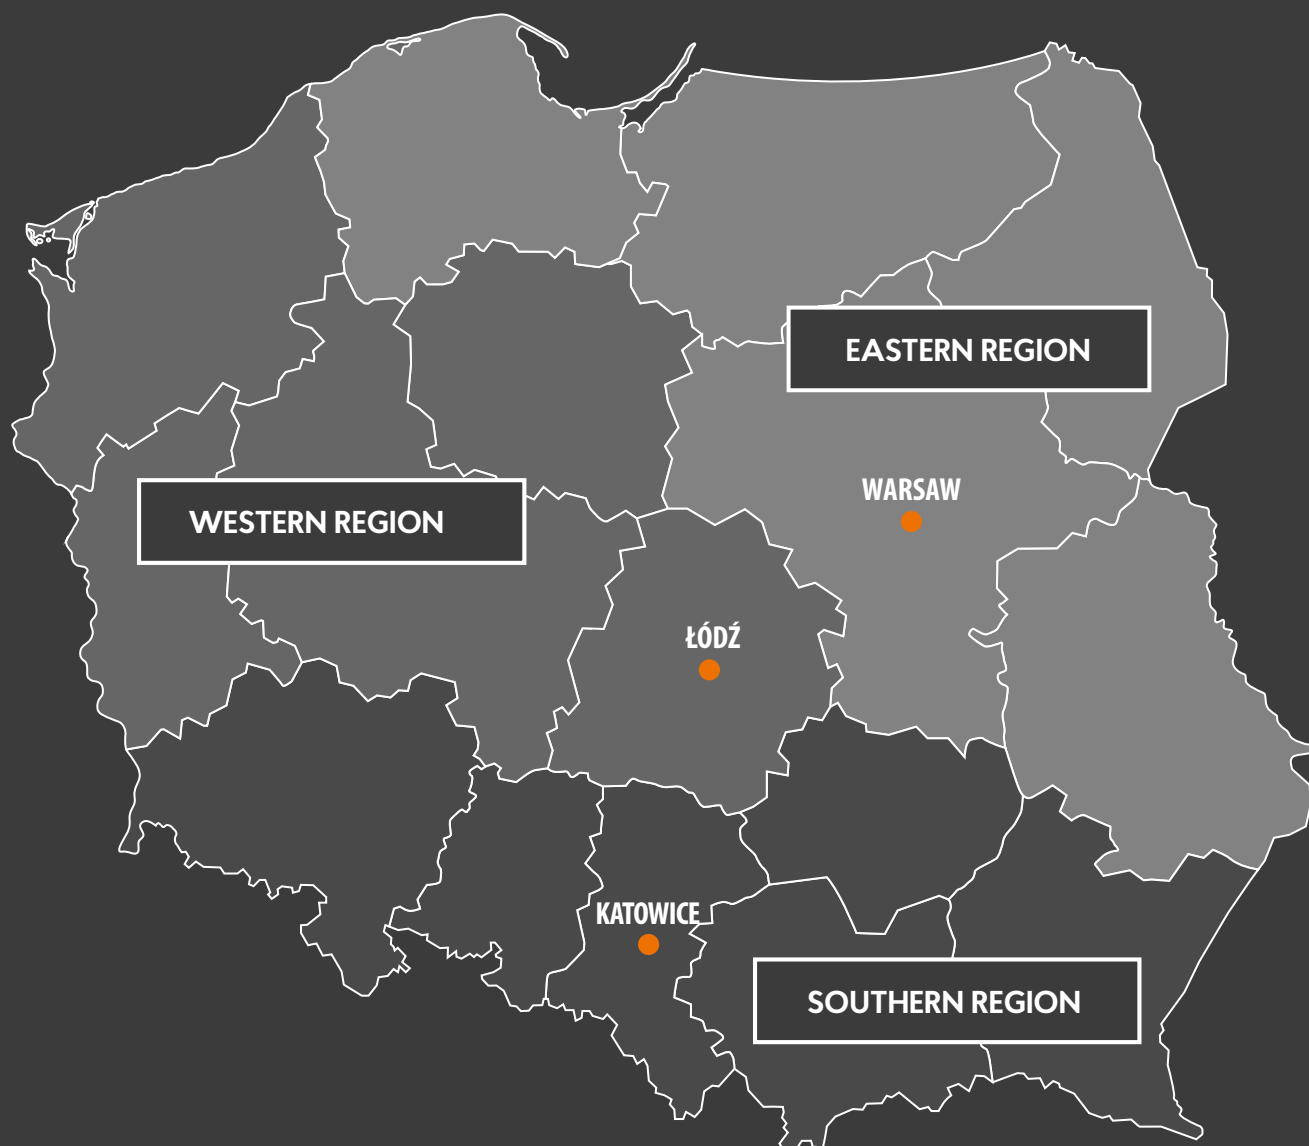 EASTERN REGION
WARSAW
WESTERN REGION
ŁÓDŹ
KATOWICE
SOUTHERN REGION